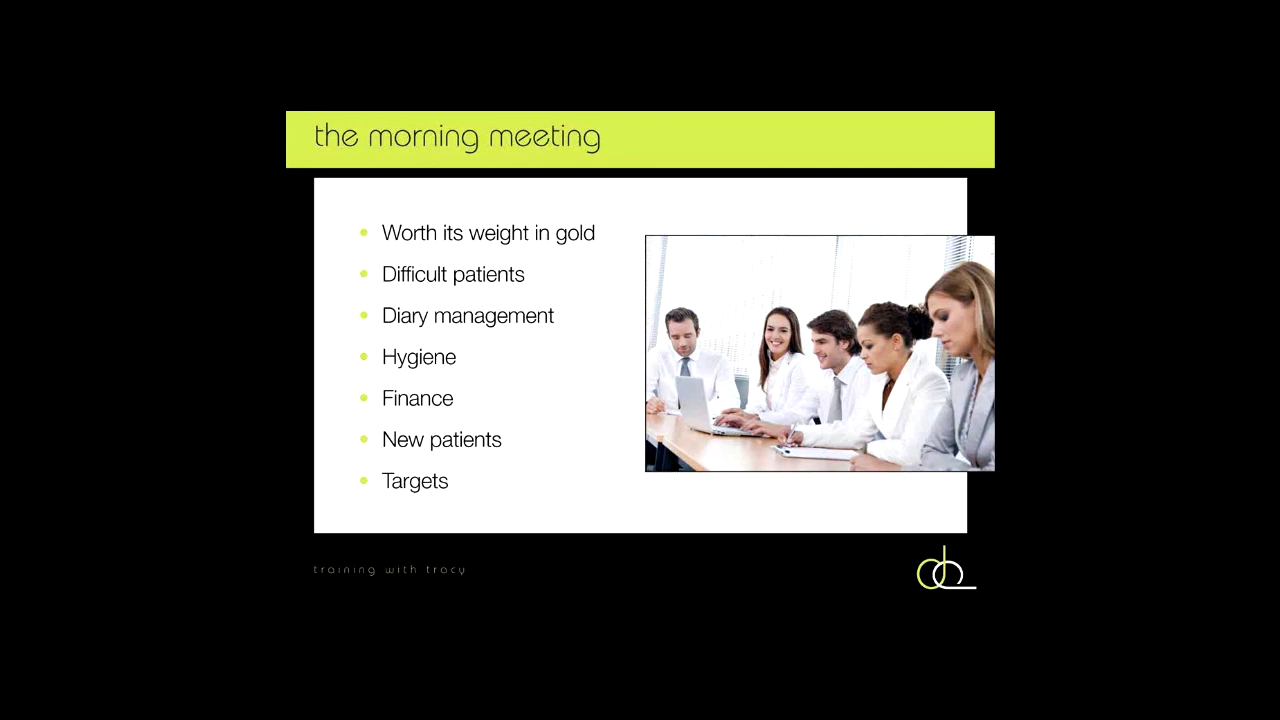 the morning meeting
Worth its weight in gold
Difficult patients
Diary management
Hygiene
Finance
New patients
Targets
training with tracy